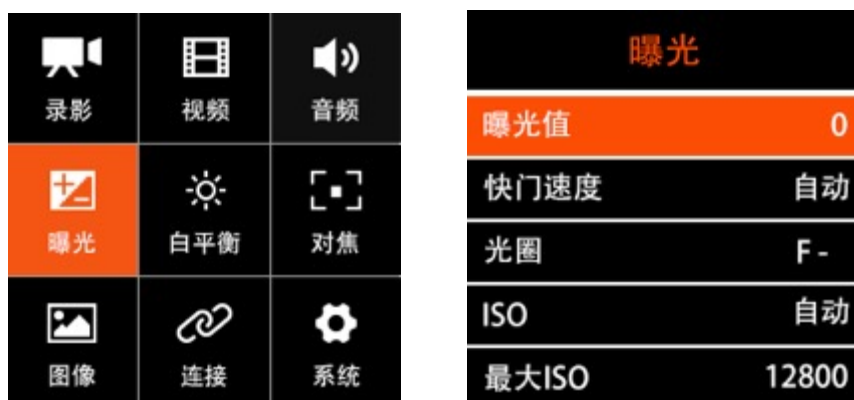 录影 视频 音频
曝光 白平衡 对焦
图像 连接 系统
曝光
曝光值 0
快门速度 自动
光圈 F -
ISO 自动
最大ISO 12800